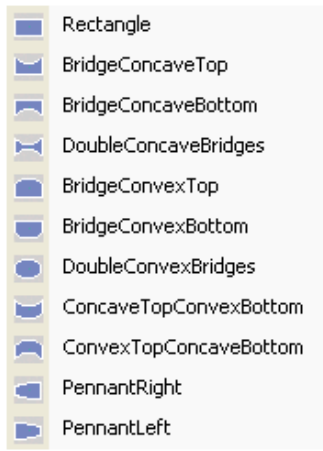 Rectangle
BridgeConcaveTop
BridgeConcaveBottom
DoubleConcaveBridges
BridgeConvexTop
BridgeConvexBottom
DoubleConvexBridges
ConcaveTopConvexBottom
ConvexTopConcaveBottom
PennantRight
PennantLeft